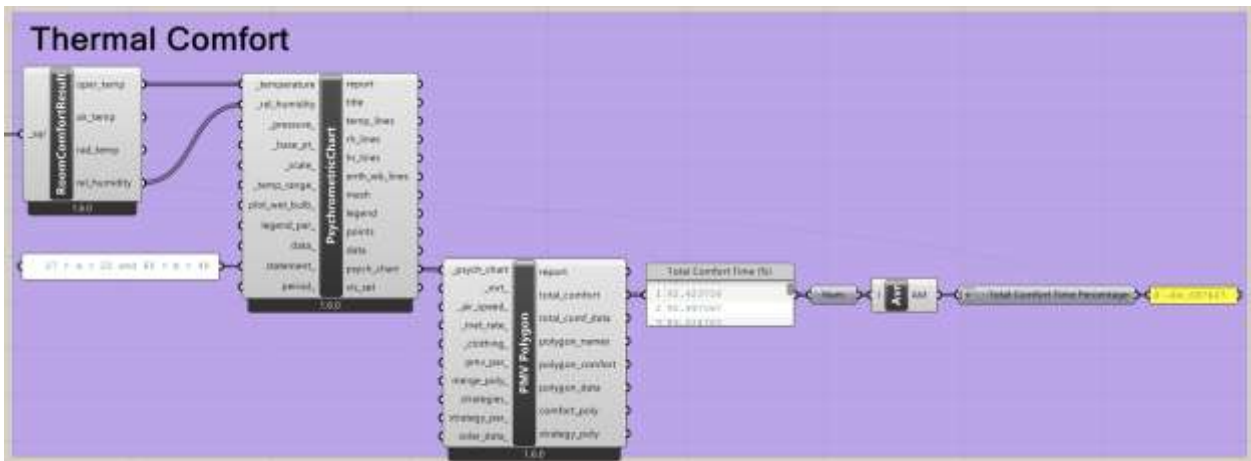 Thermal Comfort
RoomComfortResult
_sql
oper_temp
air_temp
rad_temp
rel_humidity
1.6.0
PsychrometricChart
_temperature
_rel_humidity
_pressure_
_base_pt_
_scale_
_temp_range_
plot_wet_bulb_
legend_par_
data_
statement_
period_
report
title
temp_lines
rh_lines
hr_lines
enth_wb_lines
mesh
legend
points
data
psych_chart
vis_set
1.6.0
PMV Polygon
_psych_chart
_mrt_
_air_speed_
_met_rate_
_clothing_
pmv_par_
merge_poly_
strategies_
strategy_par_
solar_data_
report
total_comfort
total_comf_data
polygon_names
polygon_comfort
polygon_data
comfort_poly
strategy_poly
1.6.0
Total Comfort Time (%)
Num
I
Avr
AM
Total Comfort Time Percentage